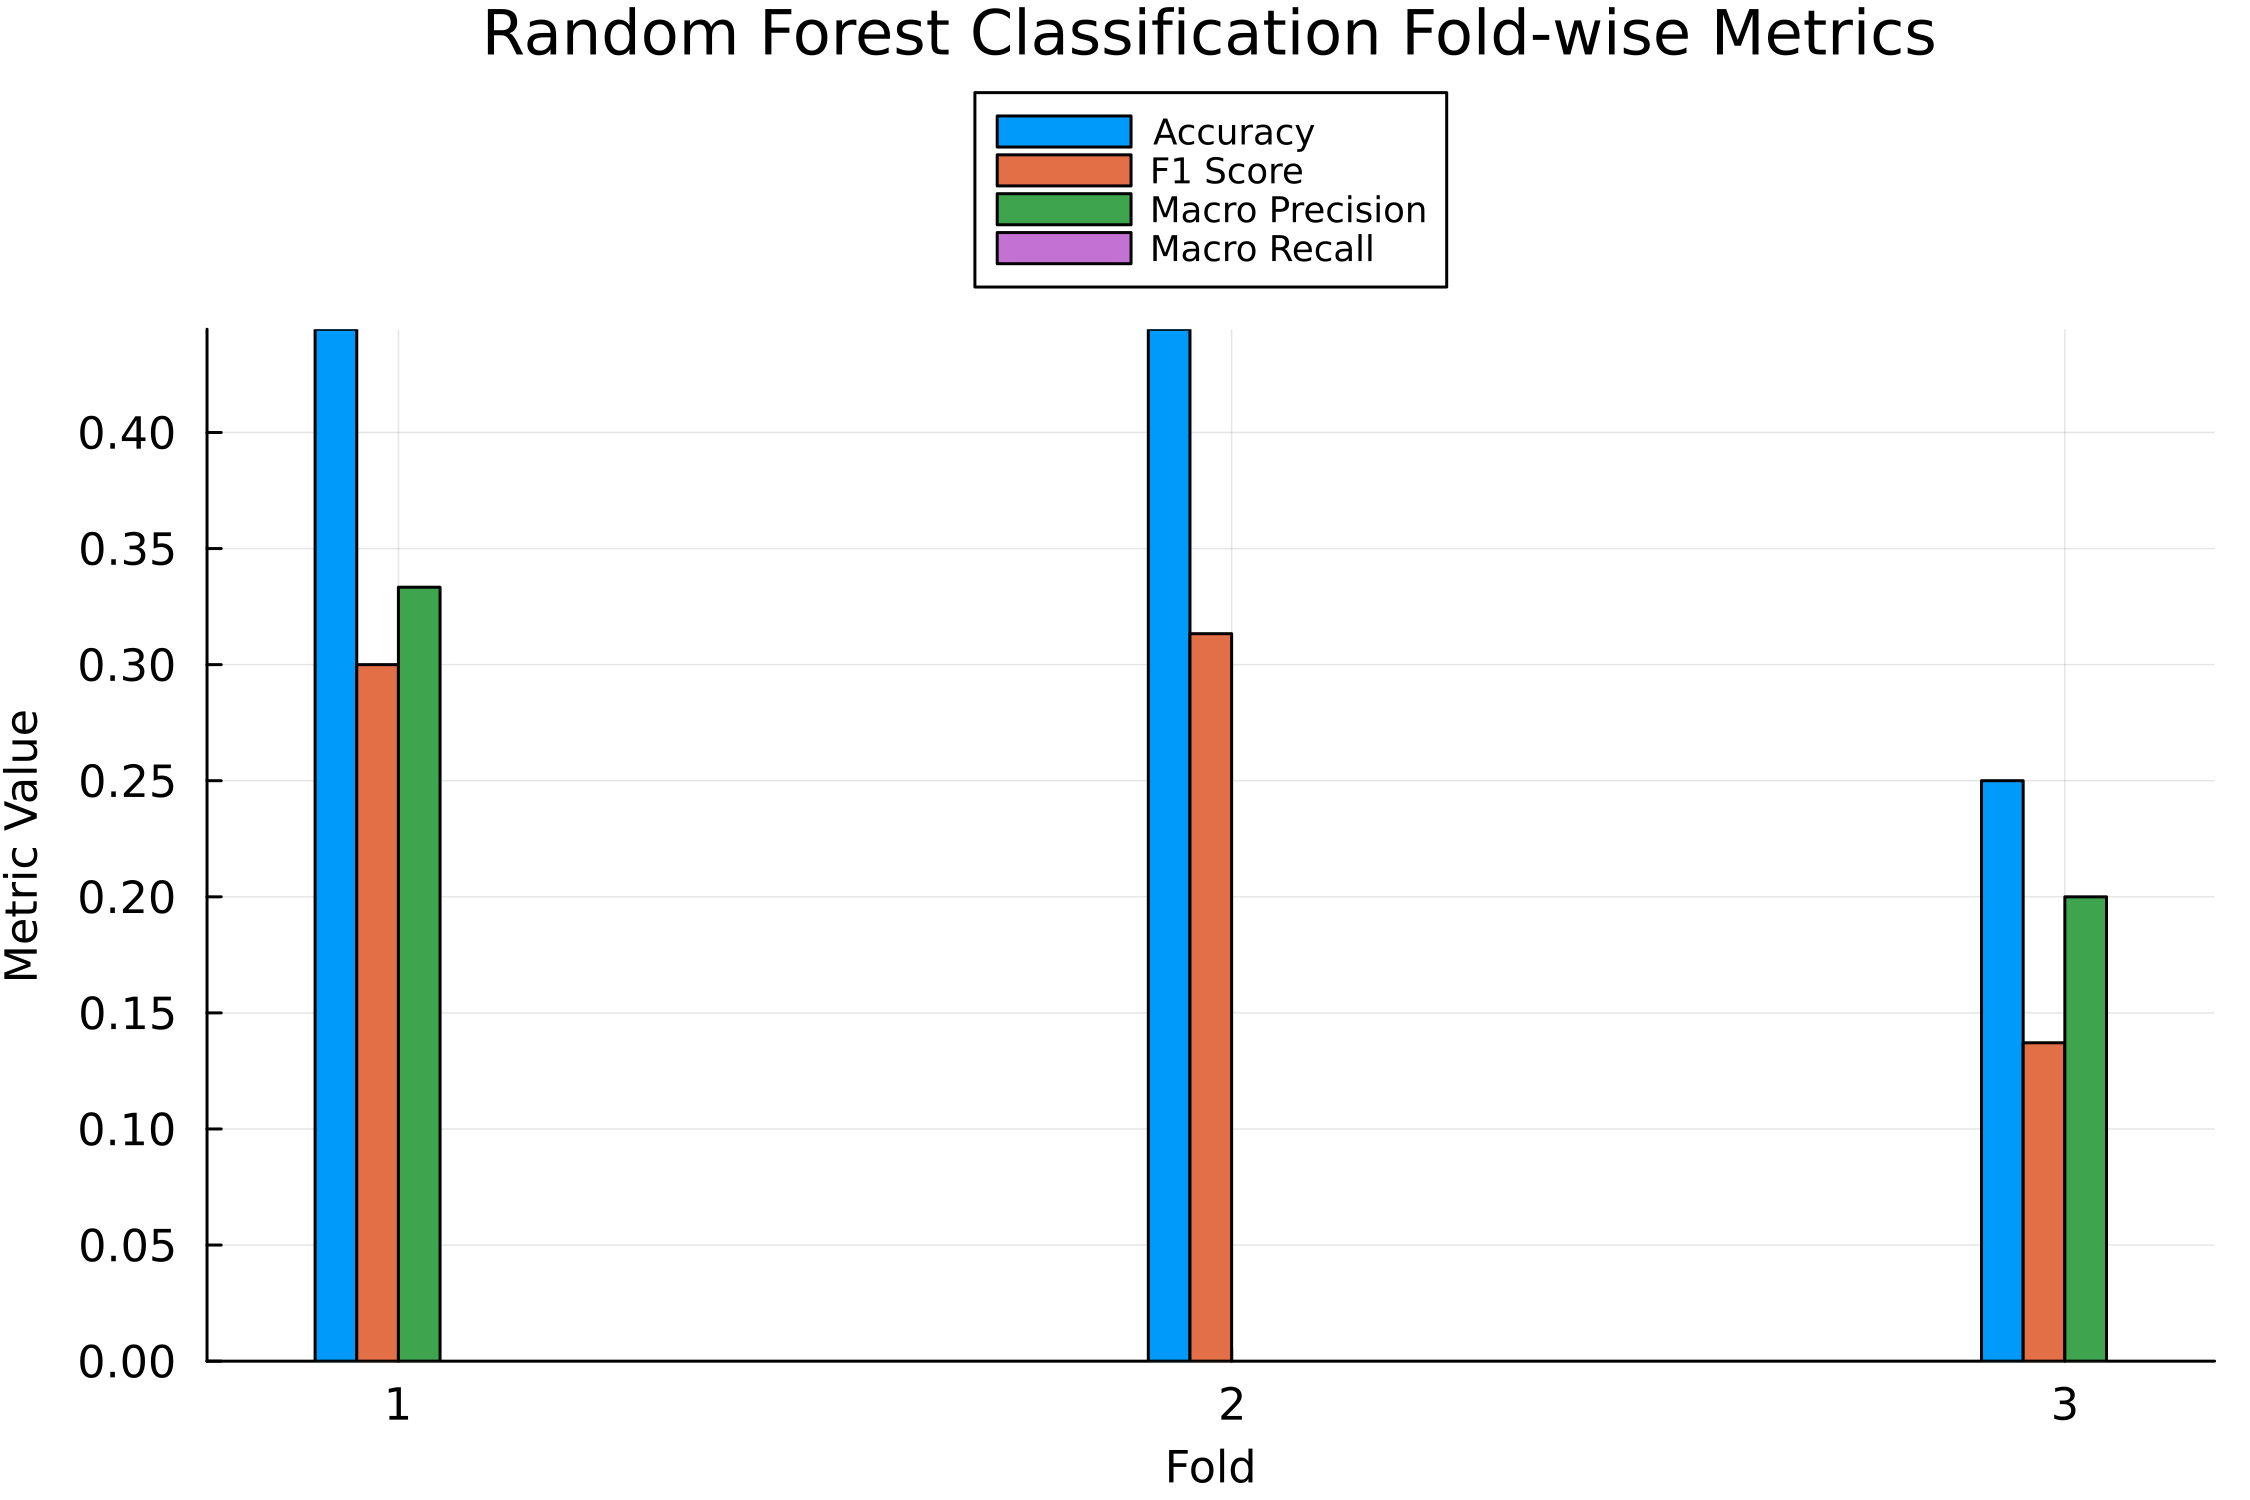 Random Forest Classification Fold-wise Metrics
Accuracy
F1 Score
Macro Precision
Macro Recall
0.40
0.35
0.30
0.25
0.20
0.15
0.10
0.05
0.00
Metric Value
1 2 3
Fold